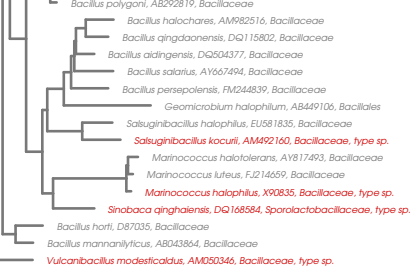 Bacillus polygoni, AB292819, Bacillaceae
Bacillus halochares, AM982516, Bacillaceae
Bacillus qingdaonensis, DQ115802, Bacillaceae
Bacillus aidingensis, DQ504377, Bacillaceae
Bacillus salarius, AY667494, Bacillaceae
Bacillus persepolensis, FM244839, Bacillaceae
Geomicrobium halophilum, AB449106, Bacillales
Salsuginibacillus halophilus, EU581835, Bacillaceae
Salsuginibacillus kocurii, AM492160, Bacillaceae, type sp.
Marinococcus halotolerans, AY817493, Bacillaceae
Marinococcus luteus, FJ214659, Bacillaceae
Marinococcus halophilus, X90835, Bacillaceae, type sp.
Sinobaca qinghaiensis, DQ168584, Sporolactobacillaceae, type sp.
Bacillus horti, D87035, Bacillaceae
Bacillus mannanilyticus, AB043864, Bacillaceae
Vulcanibacillus modesticaldus, AM050346, Bacillaceae, type sp.